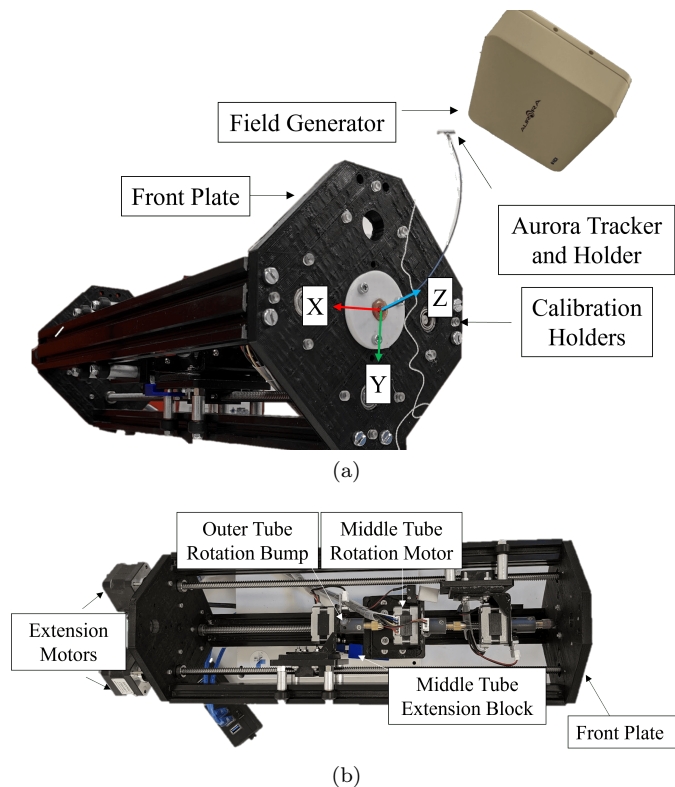 Field Generator
AURORA
Front Plate
Aurora Tracker
and Holder
X
Z
Calibration
Holders
Y
(a)
Outer Tube
Rotation Bump
Middle Tube
Rotation Motor
Extension
Motors
Middle Tube
Extension Block
Front Plate
(b)